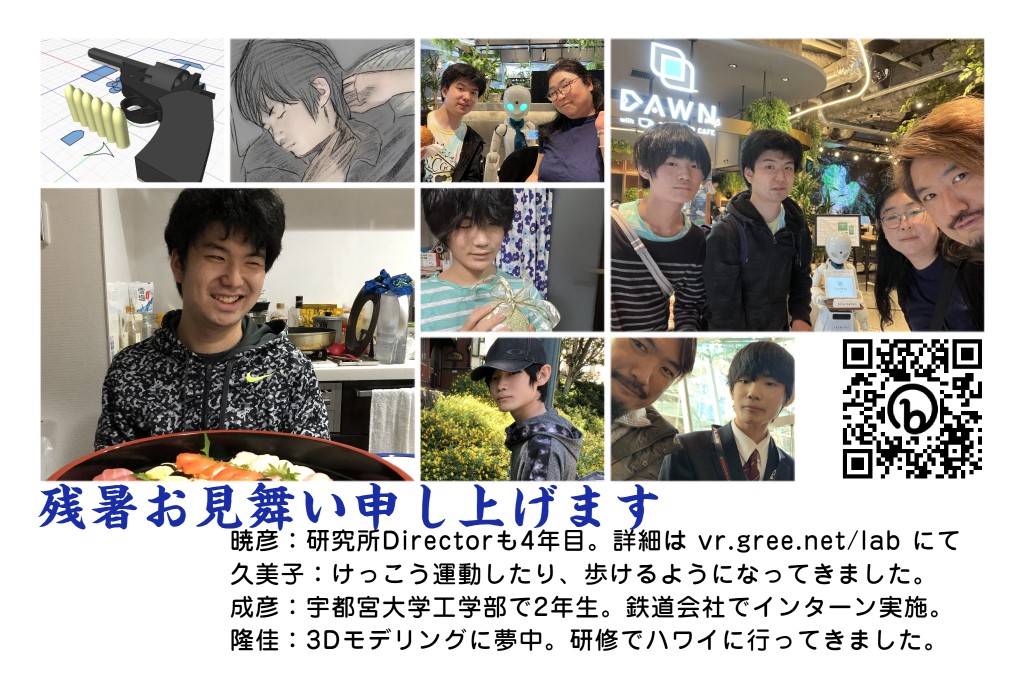 DAWN
with
CAFE
残暑お見舞い申し上げます
暁彦：研究所Directorも4年目。詳細は vr.gree.net/lab にて
久美子：けっこう運動したり、歩けるようになってきました。
成彦：宇都宮大学工学部で2年生。鉄道会社でインターン実施。
隆佳：3Dモデリングに夢中。研修でハワイに行ってきました。